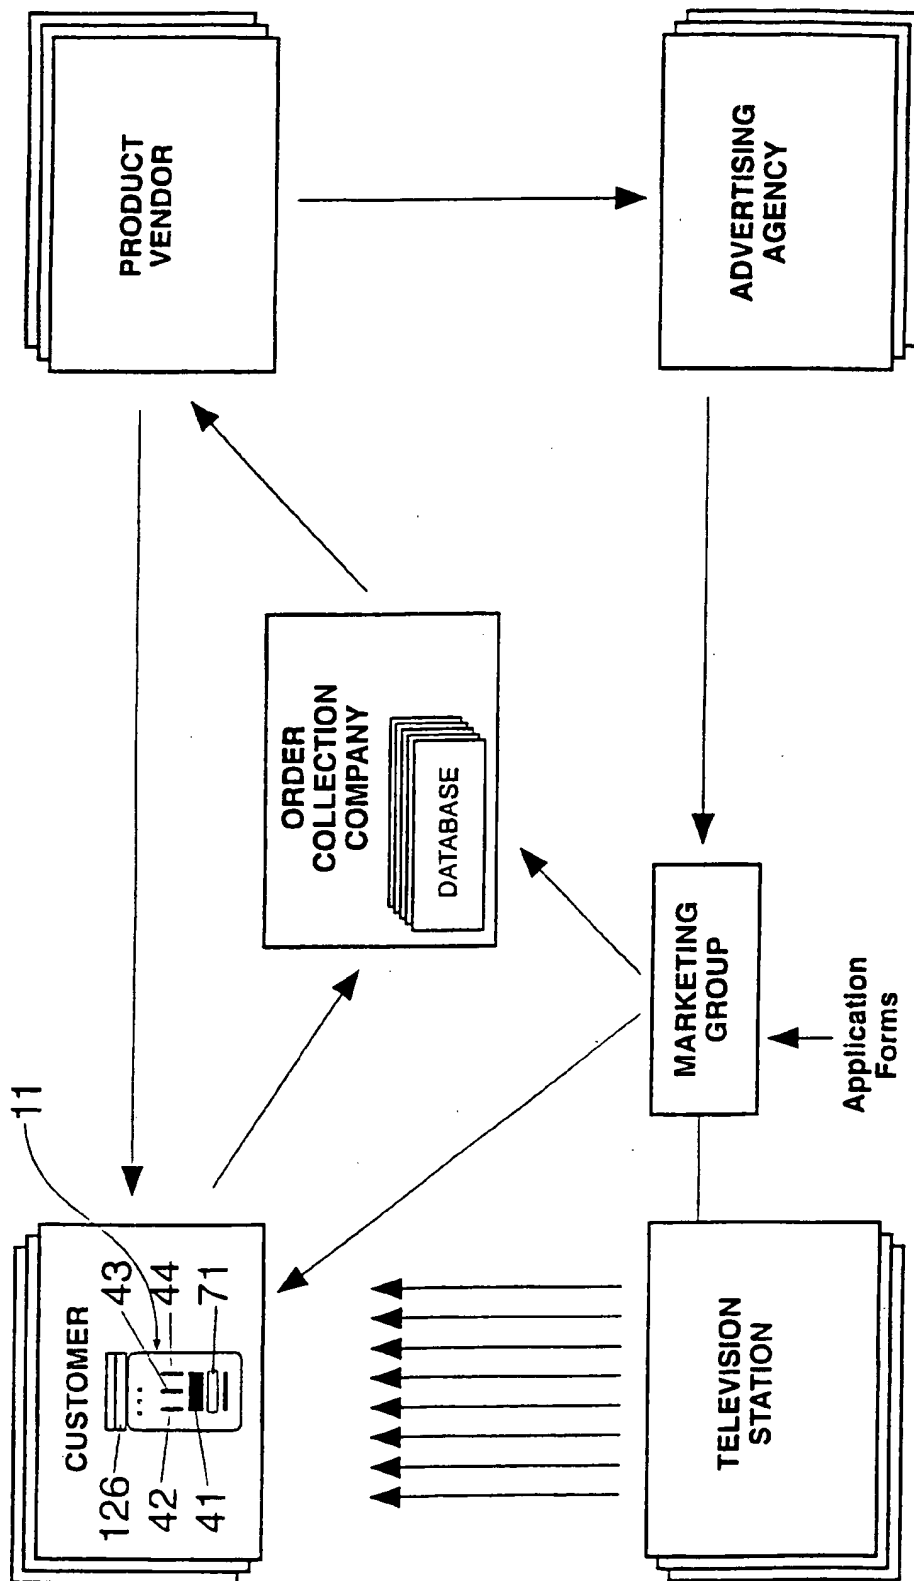 CUSTOMER
126
42
41
43
44
71
11
PRODUCT
VENDOR
ORDER
COLLECTION
COMPANY
DATABASE
TELEVISION
STATION
MARKETING
GROUP
Application
Forms
ADVERTISING
AGENCY